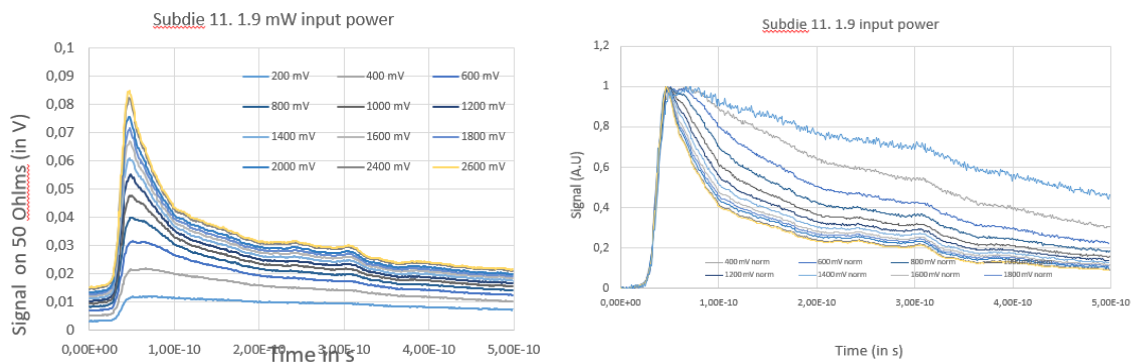 Subdie 11. 1.9 mW input power
0,1
0,09
0,08
0,07
0,06
0,05
0,04
0,03
0,02
0,01
0
Signal on 50 Ohms (in V)
200 mV 400 mV 600 mV
800 mV 1000 mV 1200 mV
1400 mV 1600 mV 1800 mV
2000 mV 2400 mV 2600 mV
0,00E+00 1,00E-10 2,00E-10 3,00E-10 4,00E-10 5,00E-10
Time in s
Subdie 11. 1.9 input power
1,2
1
0,8
0,6
0,4
0,2
0
Signal (A.U)
400 mV norm 600 mV norm 800 mV norm
1200 mV norm 1400 mV norm 1600 mV norm 1800 mV norm
0,00E+00 1,00E-10 2,00E-10 3,00E-10 4,00E-10 5,00E-10
Time (in s)